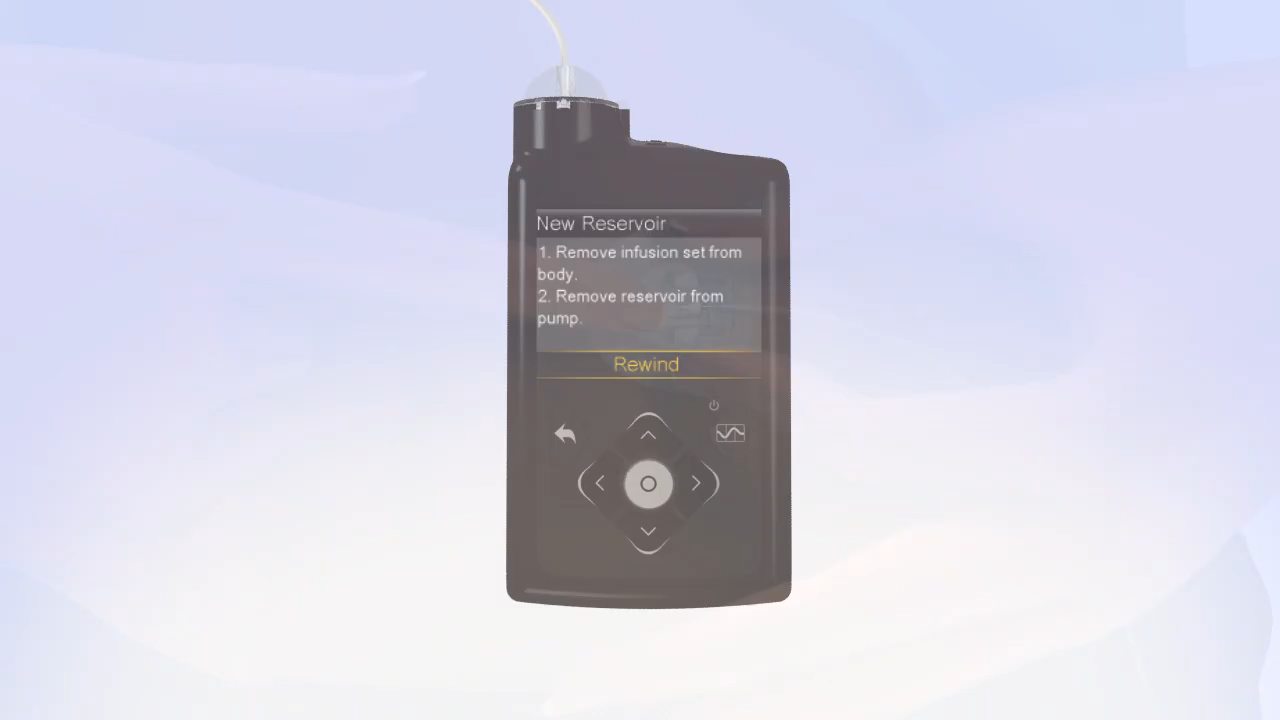 New Reservoir
1. Remove infusion set from
body.
2. Remove reservoir from
pump.
Rewind